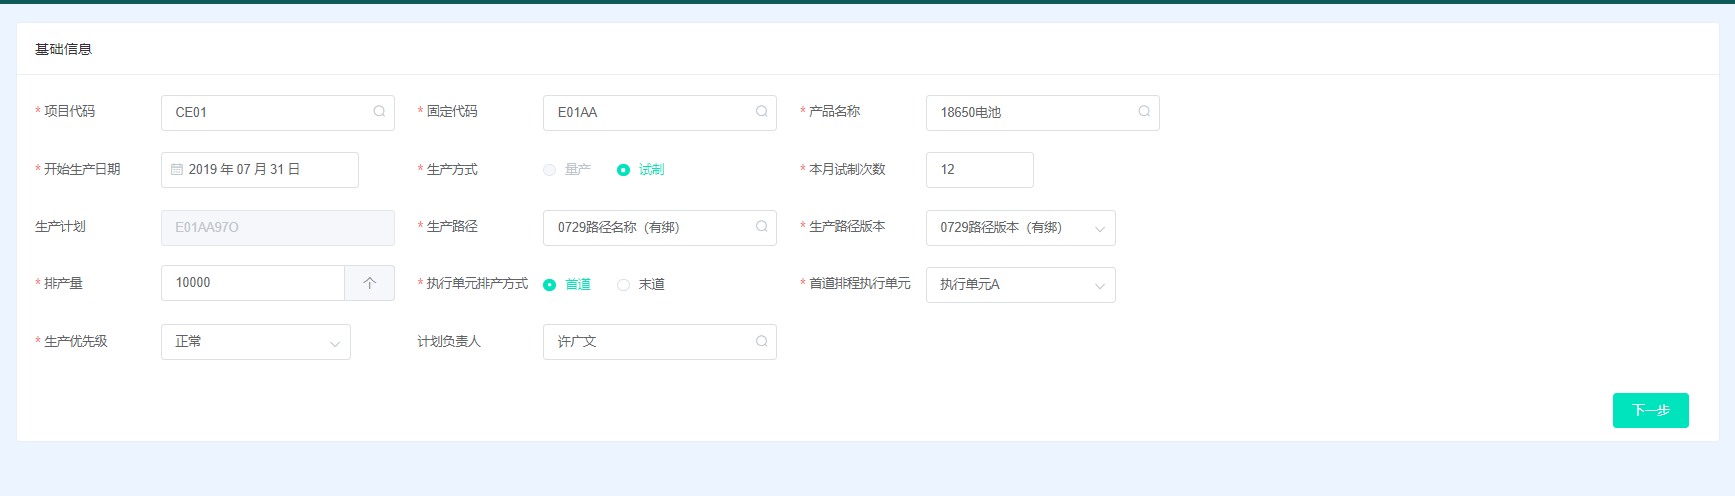 基础信息
* 项目代码 CE01 * 固定代码 E01AA * 产品名称 18650电池
* 开始生产日期 2019 年 07 月 31 日 * 生产方式 量产 试制 * 本月试制次数 12
生产计划 E01AA97O * 生产路径 0729路径名称（有绑） * 生产路径版本 0729路径版本（有绑）
* 排产量 10000 个 * 执行单元排产方式 首道 末道 * 首道排程执行单元 执行单元A
* 生产优先级 正常 计划负责人 许广文
下一步